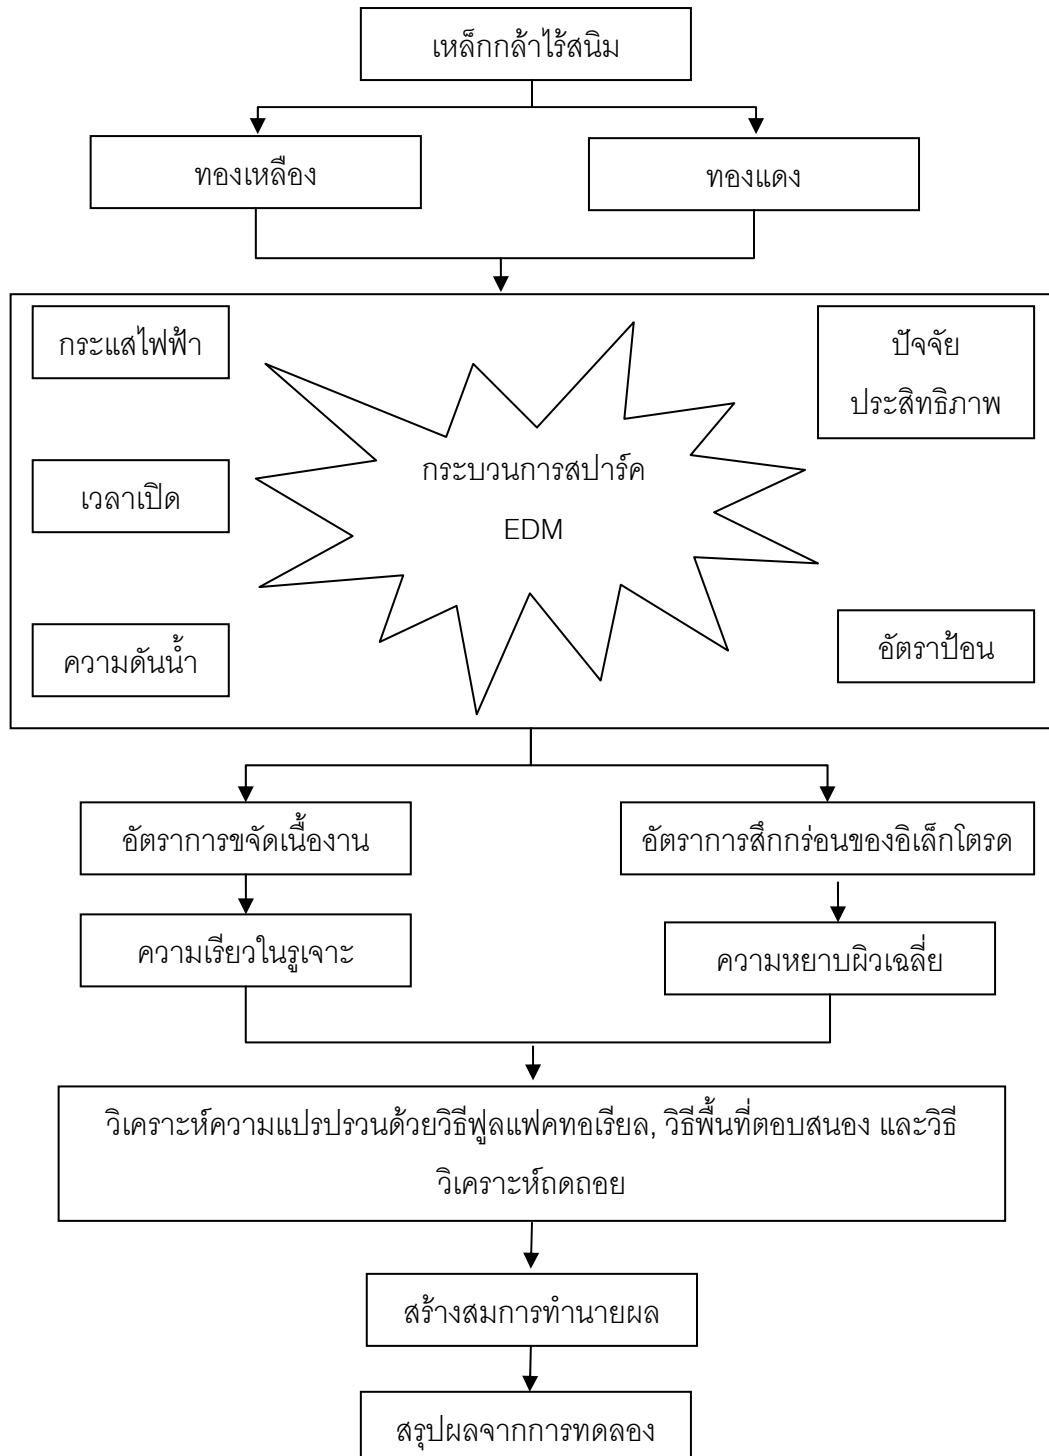 เหล็กกล้าไร้สนิม
ทองเหลือง
ทองแดง
กระแสไฟฟ้า
ปัจจัย
ประสิทธิภาพ
กระบวนการสปาร์ค
EDM
เวลาเปิด
ความดันน้ำ
อัตราป้อน
อัตราการขจัดเนื้องาน
อัตราการสึกกร่อนของอิเล็กโตรด
ความเรียวในรูเจาะ
ความหยาบผิวเฉลี่ย
วิเคราะห์ความแปรปรวนด้วยวิธีฟูลแฟคทอเรียล, วิธีพื้นที่ตอบสนอง และวิธี
วิเคราะห์ถดถอย
สร้างสมการทำนายผล
สรุปผลจากการทดลอง